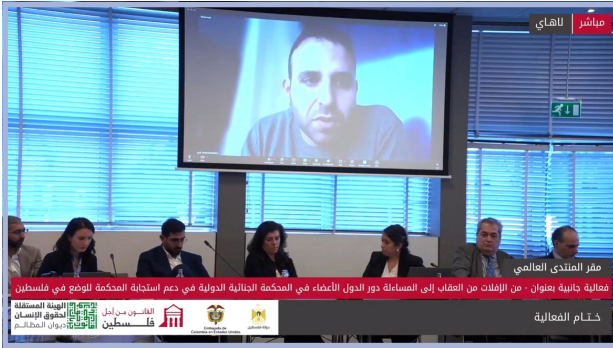 مباشر | لاهاي
مقر المنتدى العالمي
فعالية جانبية بعنوان - من الإفلات من العقاب إلى المساءلة دور الدول الأعضاء في المحكمة الجنائية الدولية في دعم استجابة المحكمة للوضع في فلسطين
ختام الفعالية
دولة فلسطين
Embajada de
Colombia en
القانون من أجل
فلسطين
الهيئة المستقلة
لحقوق الإنسان
ديوان المظالم